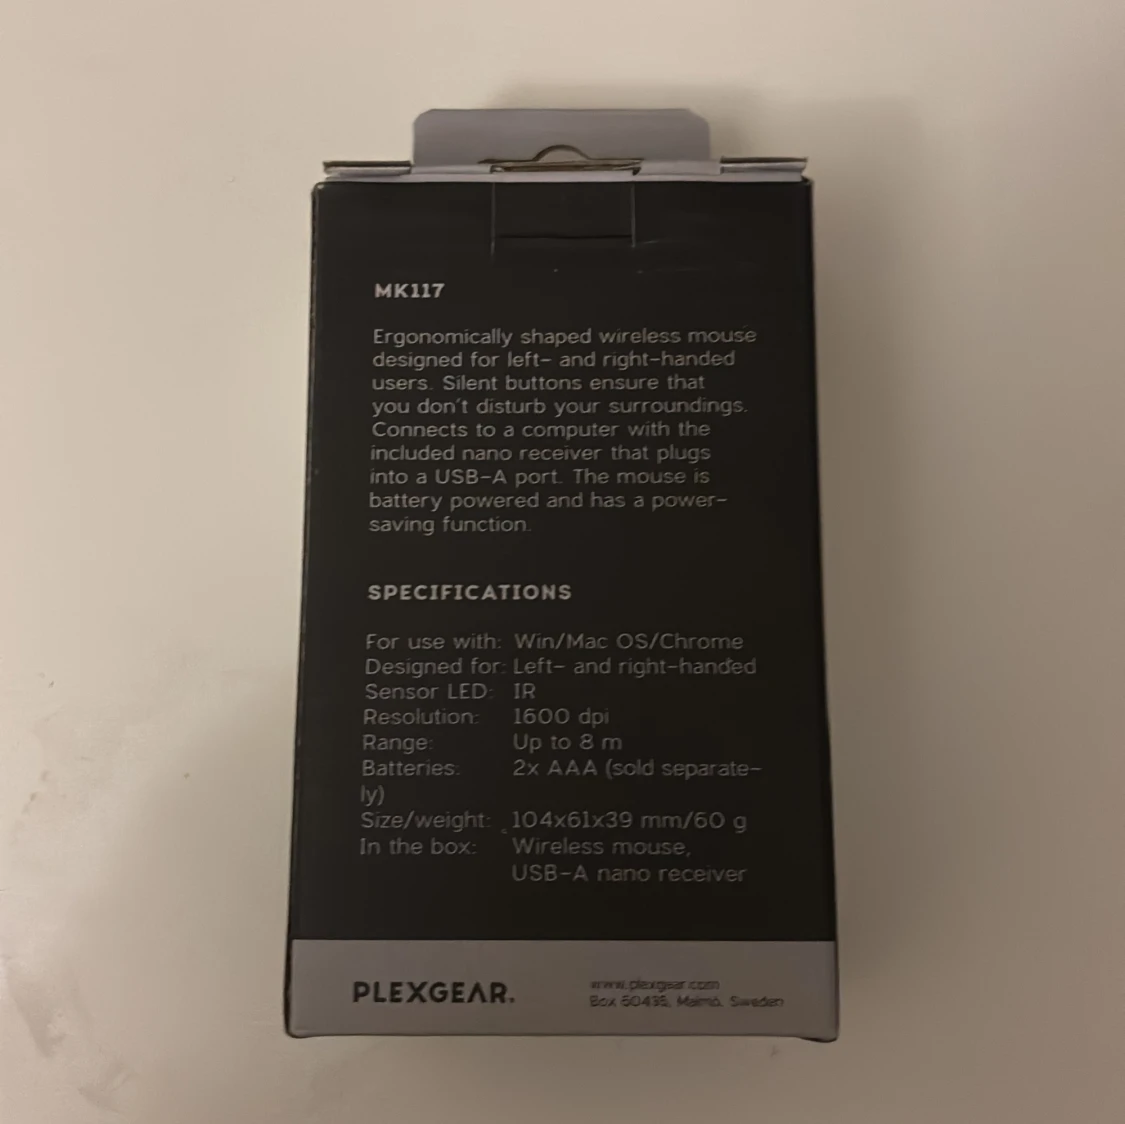 MK117
Ergonomically shaped wireless mouse
designed for left- and right-handed
users. Silent buttons ensure that
you don't disturb your surroundings.
Connects to a computer with the
included nano receiver that plugs
into a USB-A port. The mouse is
battery powered and has a power-
saving function.
SPECIFICATIONS
For use with: Win/Mac OS/Chrome
Designed for: Left- and right-handed
Sensor LED: IR
Resolution: 1600 dpi
Range: Up to 8 m
Batteries: 2x AAA (sold separate-
ly)
Size/weight: 104x61x39 mm/60 g
In the box: Wireless mouse,
USB-A nano receiver
PLEXGEAR.
www.plexgear.com
Box 50435, Malmö, Sweden